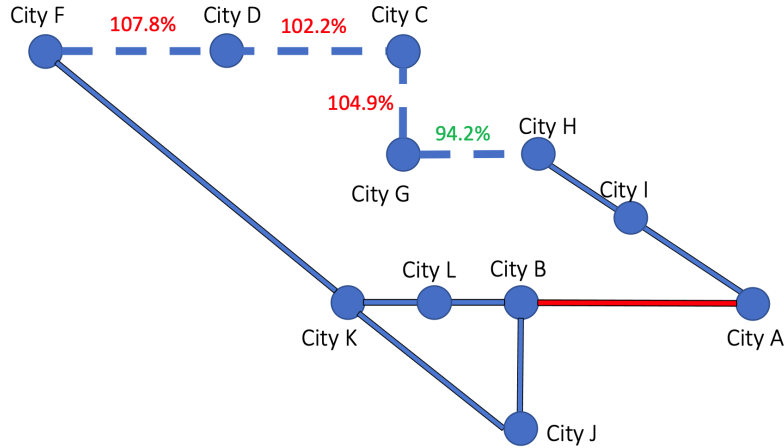 City F
107.8%
City D
102.2%
City C
104.9%
94.2%
City H
City G
City I
City L
City B
City K
City A
City J